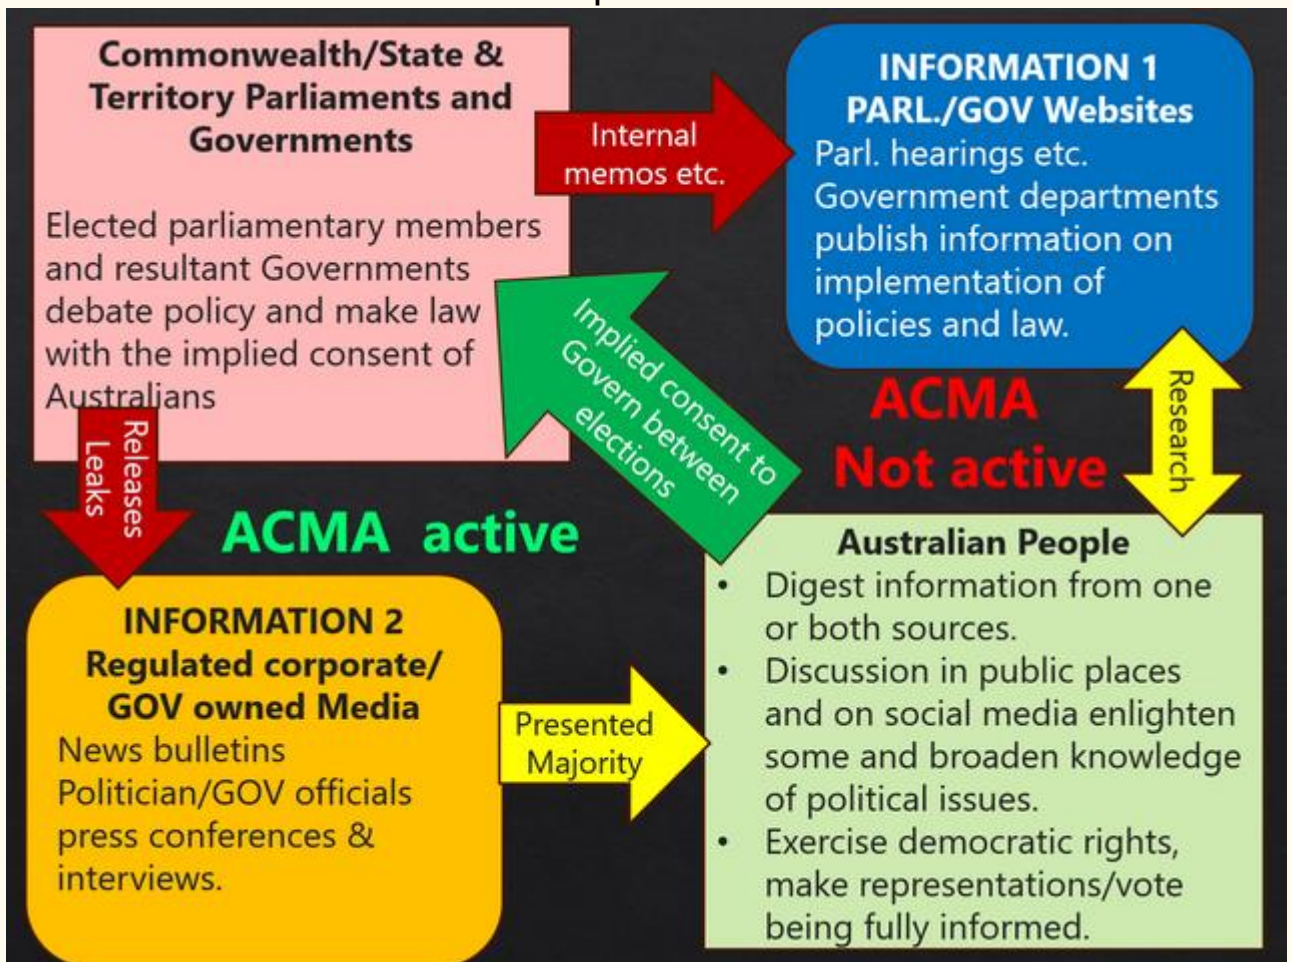 Commonwealth/State &
Territory Parliaments and
Governments
Elected parliamentary members
and resultant Governments
debate policy and make law
with the implied consent of
Australians
Internal
memos etc.
INFORMATION 1
PARL./GOV Websites
Parl. hearings etc.
Government departments
publish information on
implementation of
policies and law.
Implied consent to
Govern between
elections
ACMA
Not active
Research
Releases
Leaks
ACMA active
INFORMATION 2
Regulated corporate/
GOV owned Media
News bulletins
Politician/GOV officials
press conferences &
interviews.
Presented
Majority
Australian People
• Digest information from one
or both sources.
• Discussion in public places
and on social media enlighten
some and broaden knowledge
of political issues.
• Exercise democratic rights,
make representations/vote
being fully informed.